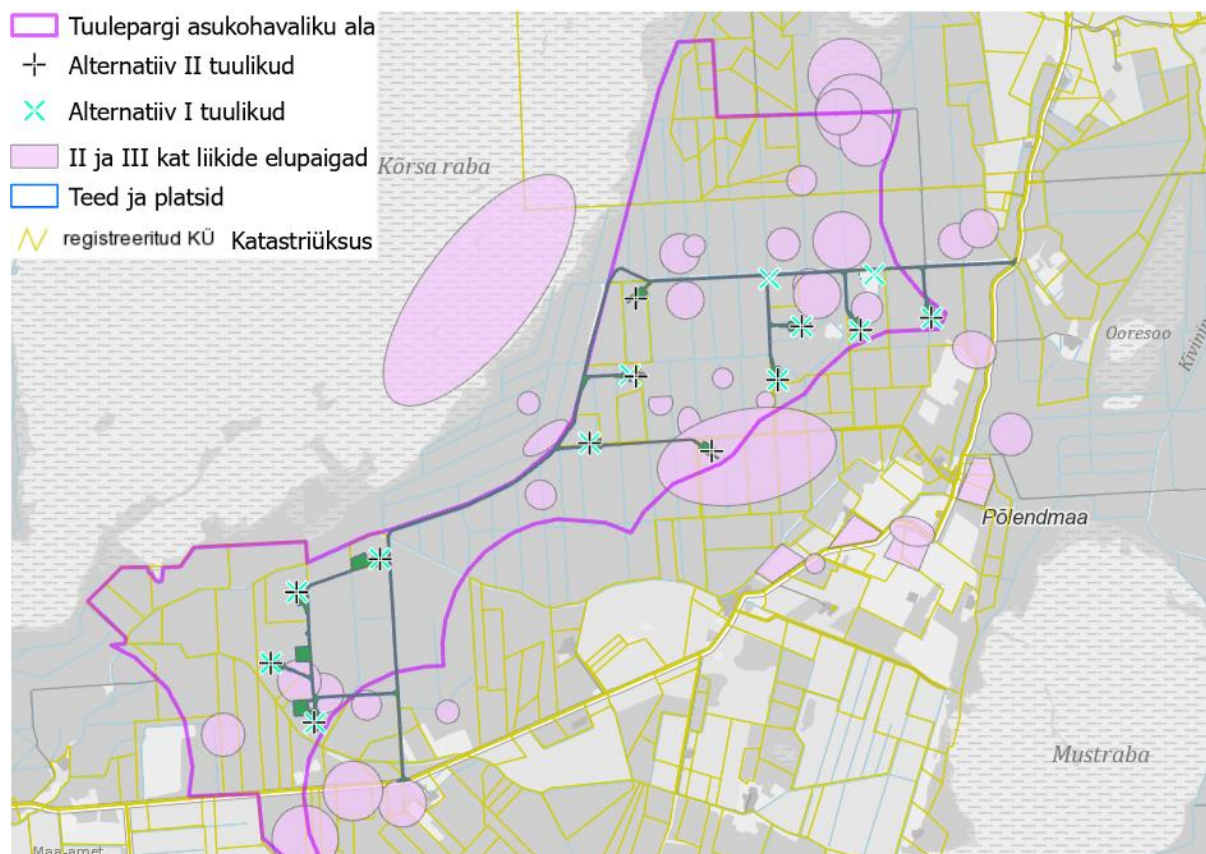 Tuulepargi asukohavaliku ala
Alternatiiv II tuulikud
Alternatiiv I tuulikud
II ja III kat liikide elupaigad
Teed ja platsid
registreeritud KÜ Katastriüksus
Kõrsa raba
Ooresoo
Kivinin
Põlendmaa
Mustraba
Maa-amet